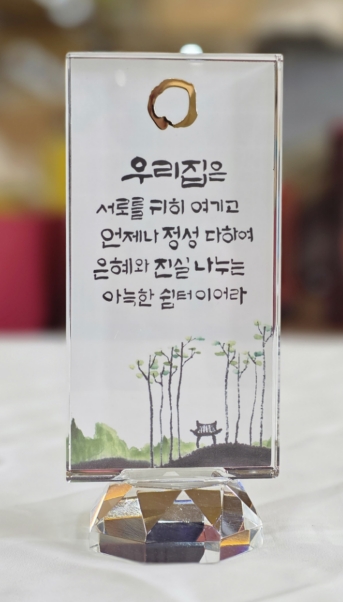 우리집은
서로를 귀히 여기고
언제나 정성 다하여
은혜와 진실 나누는
아늑한 쉼터이어라